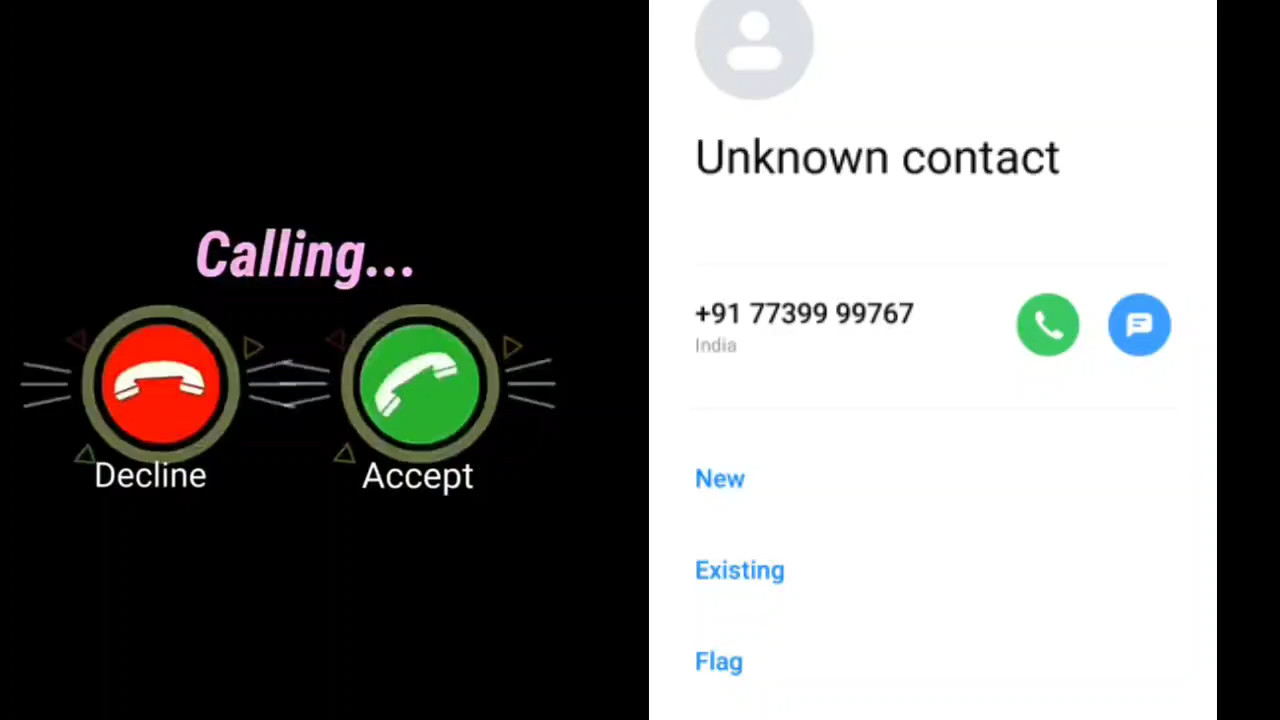 Calling...
Decline
Accept
Unknown contact
+91 77399 99767
India
New
Existing
Flag